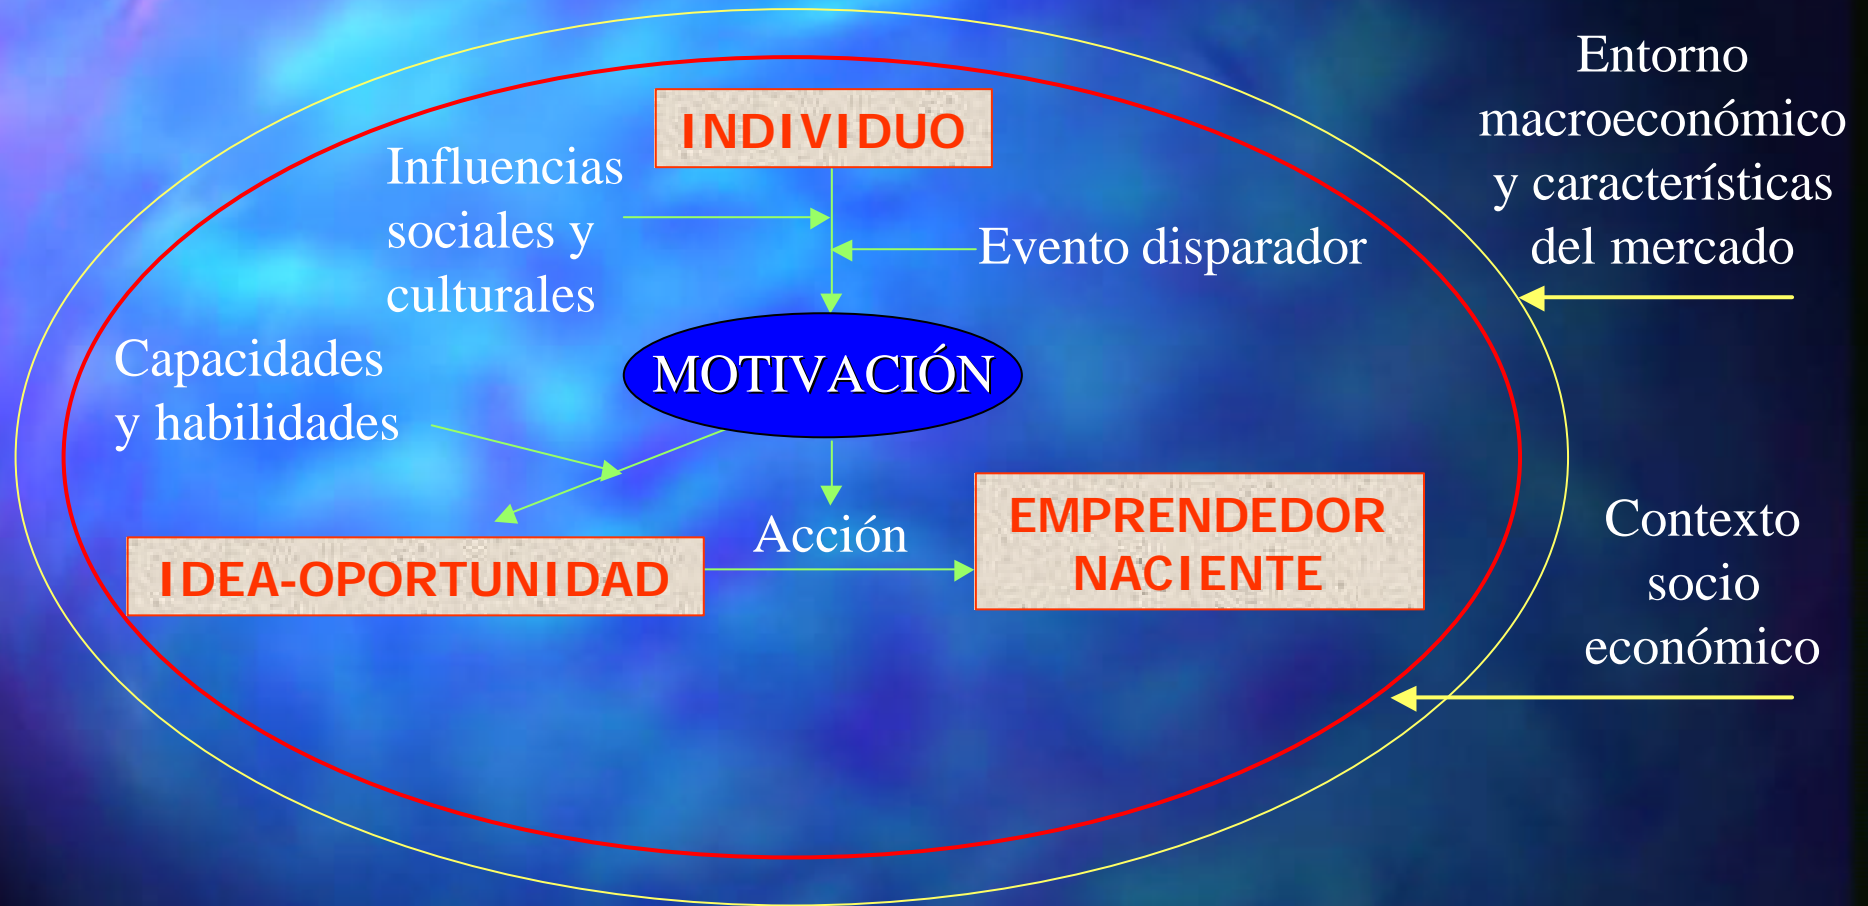 INDIVIDUO
Influencias
sociales y
culturales
Evento disparador
MOTIVACIÓN
Capacidades
y habilidades
IDEA-OPORTUNIDAD
Acción
EMPRENDEDOR
NACIENTE
Entorno
macroeconómico
y características
del mercado
Contexto
socio
económico